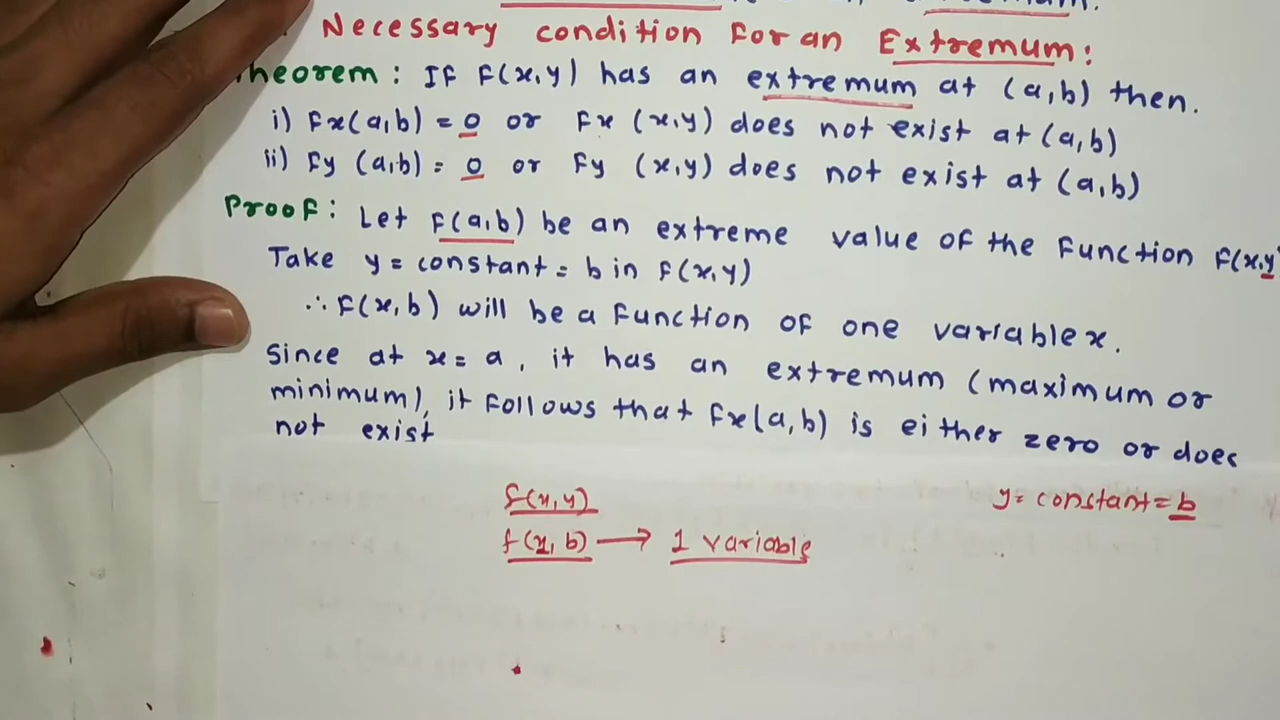 Necessary condition for an Extremum:
Theorem: If f(x,y) has an extremum at (a,b) then.
i) fx(a,b) = 0 or fx (x,y) does not exist at (a,b)
ii) fy (a,b) = 0 or fy (x,y) does not exist at (a,b)
Proof: Let f(a,b) be an extreme value of the function f(x,y)
Take y = constant = b in f(x,y)
∴ f(x,b) will be a function of one variable x.
Since at x = a, it has an extremum (maximum or
minimum), it follows that fx(a,b) is either zero or does
not exist
f(x,y) y = constant = b
f(x,b) → 1 variable